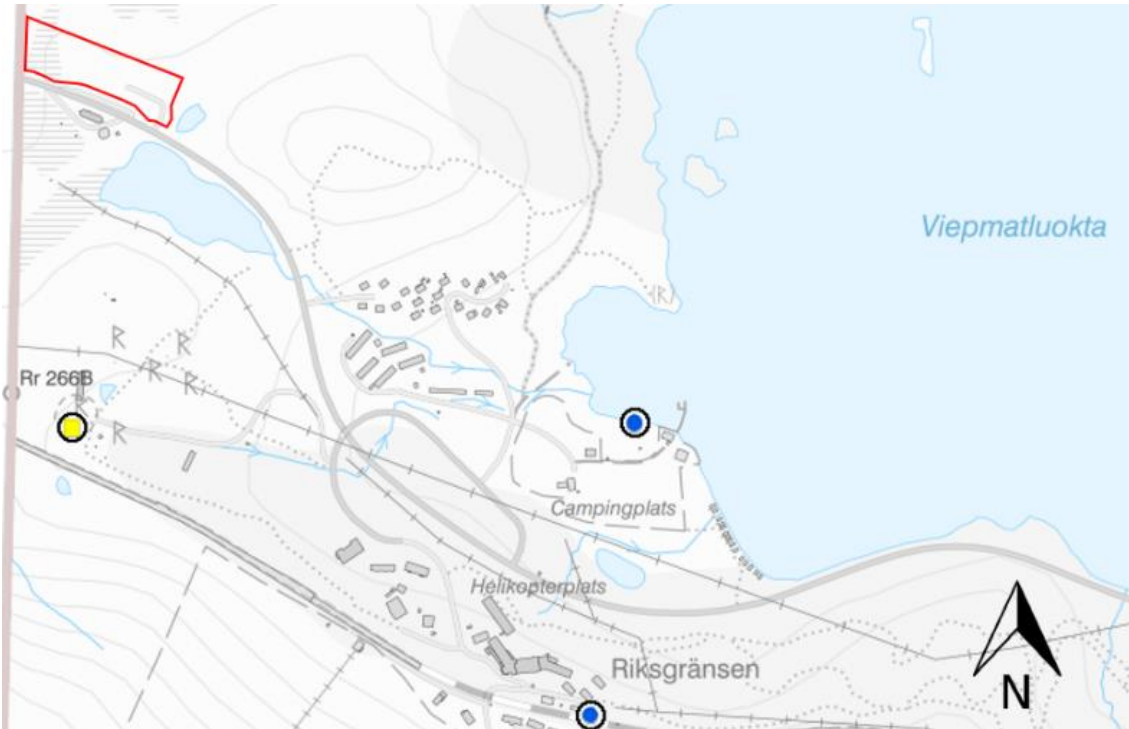 Viepmatluokta
(R)
R
R
R
R
Rr 266B
R
R
Campingplats
Helikopterplats
Riksgränsen
N